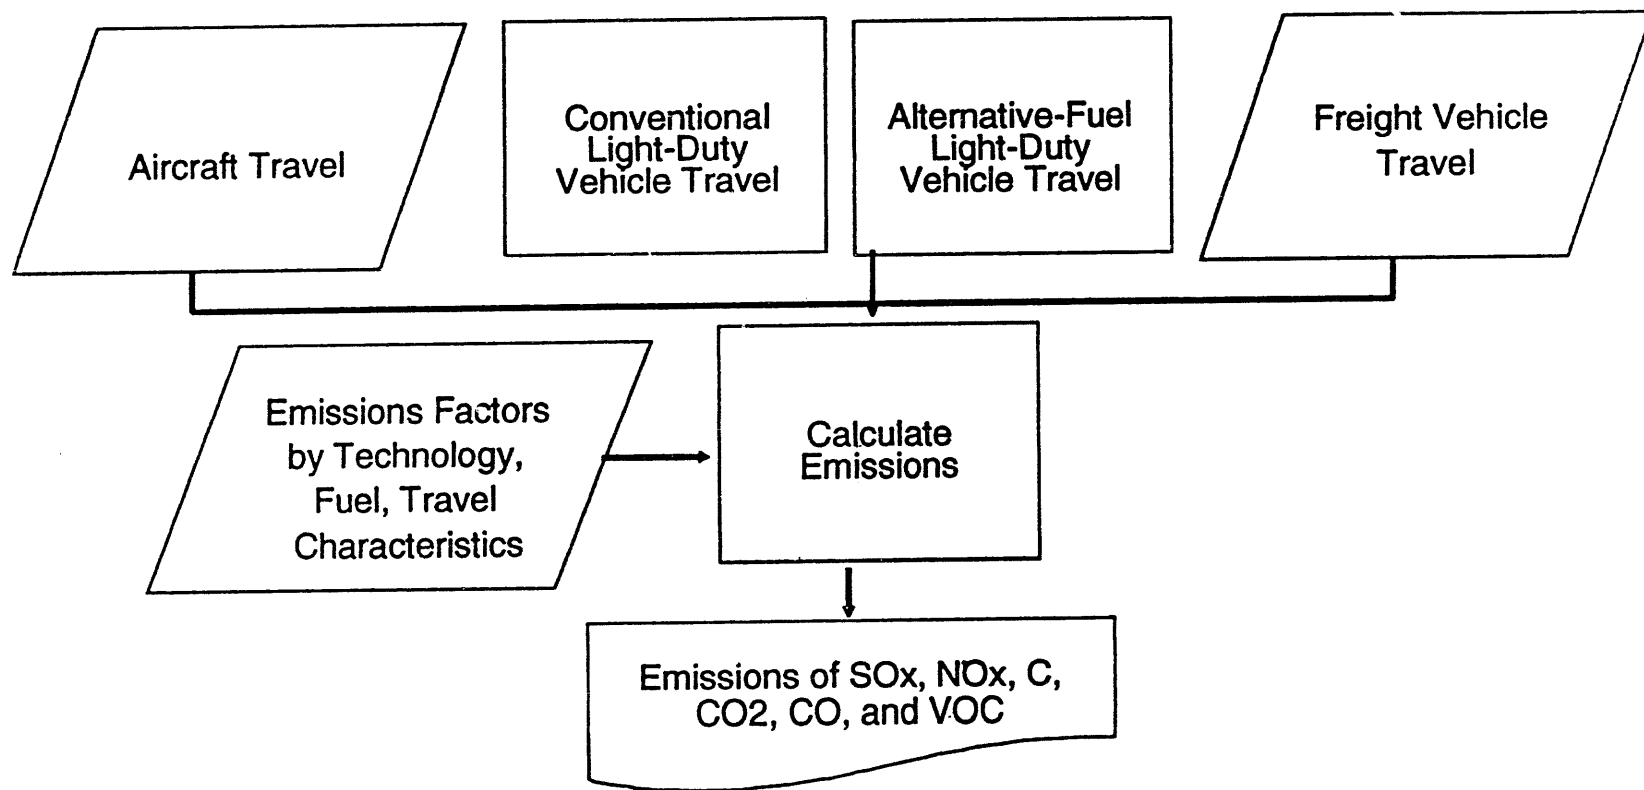 Aircraft Travel
Conventional
Light-Duty
Vehicle Travel
Alternative-Fuel
Light-Duty
Vehicle Travel
Freight Vehicle
Travel
Emissions Factors
by Technology,
Fuel, Travel
Characteristics
Calculate
Emissions
Emissions of SOx, NOx, C,
CO2, CO, and VOC